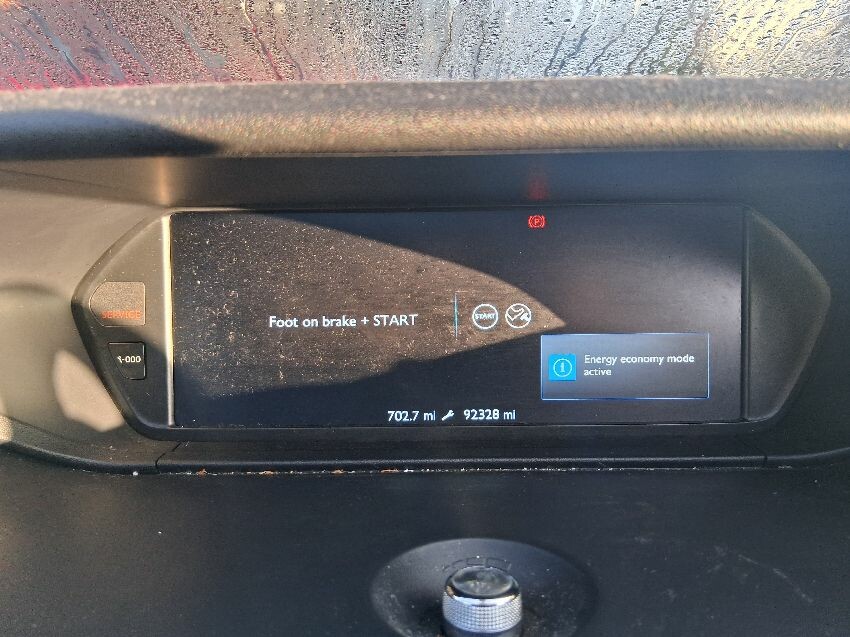 P
SERVICE
Foot on brake + START
START
Energy economy mode
active
i
702.7 mi 92328 mi